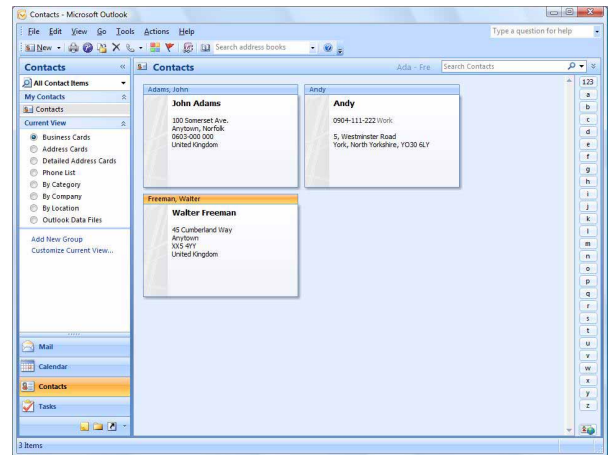 Contacts - Microsoft Outlook
File Edit View Go Tools Actions Help
Type a question for help
New
Search address books
Contacts
Contacts
Ada - Fre
Search Contacts
All Contact Items
My Contacts
Contacts
Current View
Business Cards
Address Cards
Detailed Address Cards
Phone List
By Category
By Company
By Location
Outlook Data Files
Add New Group
Customize Current View...
Mail
Calendar
Contacts
Tasks
3 Items
Adams, John
John Adams
100 Somerset Ave.
Anytown, Norfolk
0603-000 000
United Kingdom
Andy
Andy
0904-111-222 Work
5, Westminster Road
York, North Yorkshire, YO30 6LY
Freeman, Walter
Walter Freeman
45 Cumberland Way
Anytown
XX5 4YY
United Kingdom
123
a
b
c
d
e
f
g
h
i
j
k
l
m
n
o
p
q
r
s
t
u
v
w
x
y
z